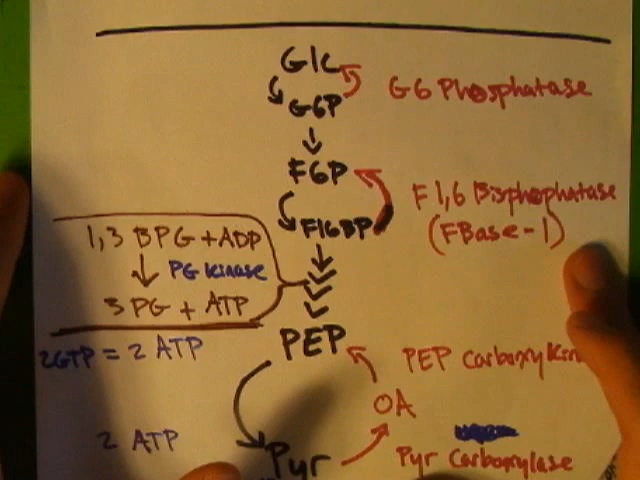 Glc
G6P
G6 Phosphatase
F6P
F16BP
F1,6 Bisphophatase
(FBase-1)
1,3 BPG + ADP
PG kinase
3 PG + ATP
PEP
2GTP = 2 ATP
PEP Carboxykin
OA
2 ATP
Pyr
Pyr Carboxylase